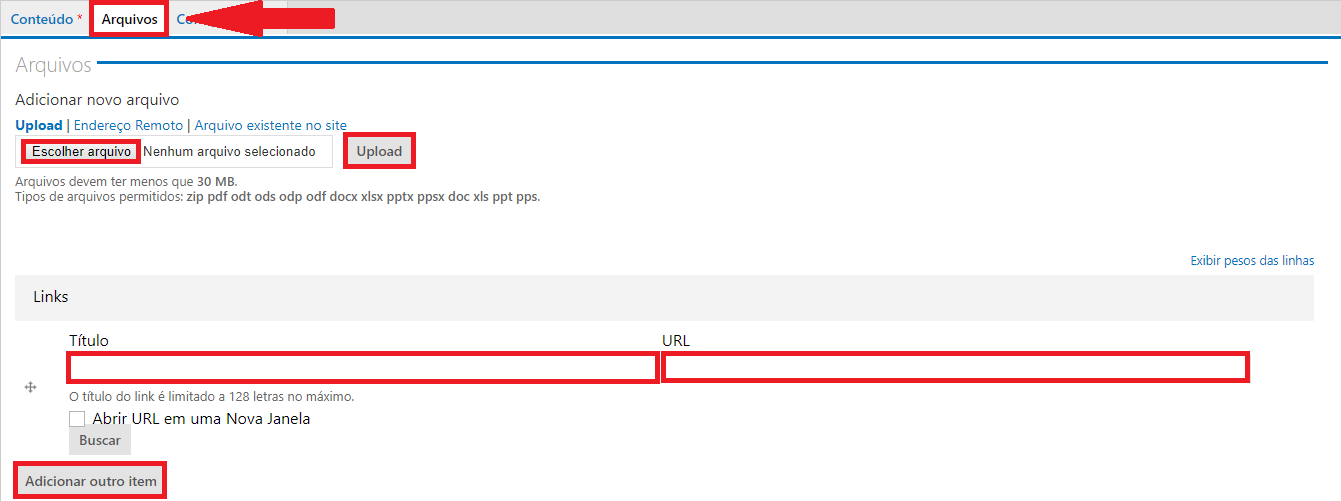 Conteúdo * Arquivos Co
Arquivos
Adicionar novo arquivo
Upload | Endereço Remoto | Arquivo existente no site
Escolher arquivo Nenhum arquivo selecionado Upload
Arquivos devem ter menos que 30 MB.
Tipos de arquivos permitidos: zip pdf odt ods odp odf docx xlsx pptx ppsx doc xls ppt pps.
Exibir pesos das linhas
Links
Título URL
O título do link é limitado a 128 letras no máximo.
Abrir URL em uma Nova Janela
Buscar
Adicionar outro item